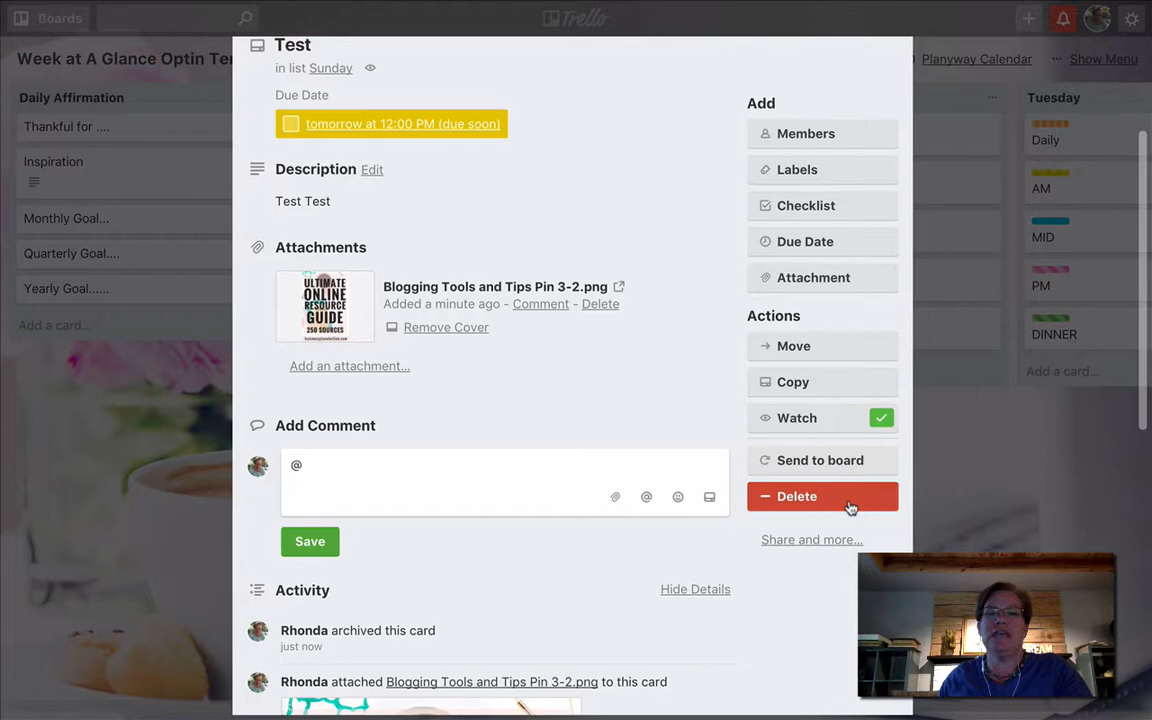 Boards
Trello
Week at A Glance Optin Te
Planyway Calendar
... Show Menu
Test
in list Sunday
Due Date
tomorrow at 12:00 PM (due soon)
Description Edit
Test Test
Attachments
ULTIMATE
ONLINE
RESOURCE
GUIDE
250 SOURCES
Blogging Tools and Tips Pin 3-2.png
Added a minute ago - Comment - Delete
Remove Cover
Add an attachment...
Add Comment
@
Save
Activity
Hide Details
Rhonda archived this card
just now
Rhonda attached Blogging Tools and Tips Pin 3-2.png to this card
Add
Members
Labels
Checklist
Due Date
Attachment
Actions
Move
Copy
Watch
Send to board
Delete
Share and more...
Daily Affirmation
Thankful for ....
Inspiration
Monthly Goal...
Quarterly Goal....
Yearly Goal......
Add a card...
Tuesday
Daily
AM
MID
PM
DINNER
Add a card...